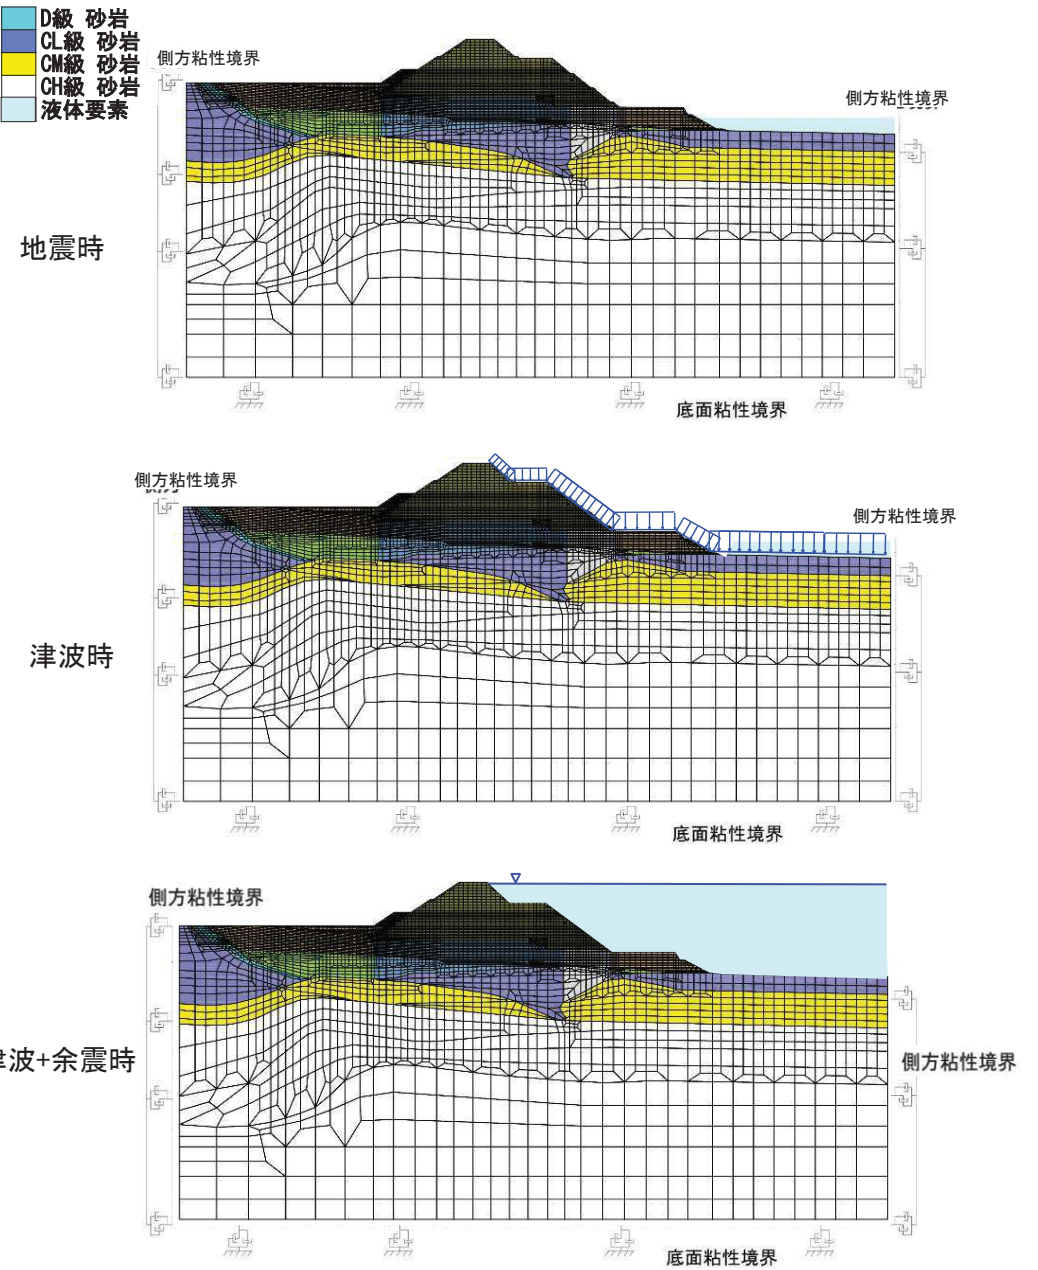 D級 砂岩
CL級 砂岩
CM級 砂岩
CH級 砂岩
液体要素
側方粘性境界
側方粘性境界
地震時
底面粘性境界
側方粘性境界
側方粘性境界
津波時
底面粘性境界
側方粘性境界
津波+余震時
側方粘性境界
底面粘性境界